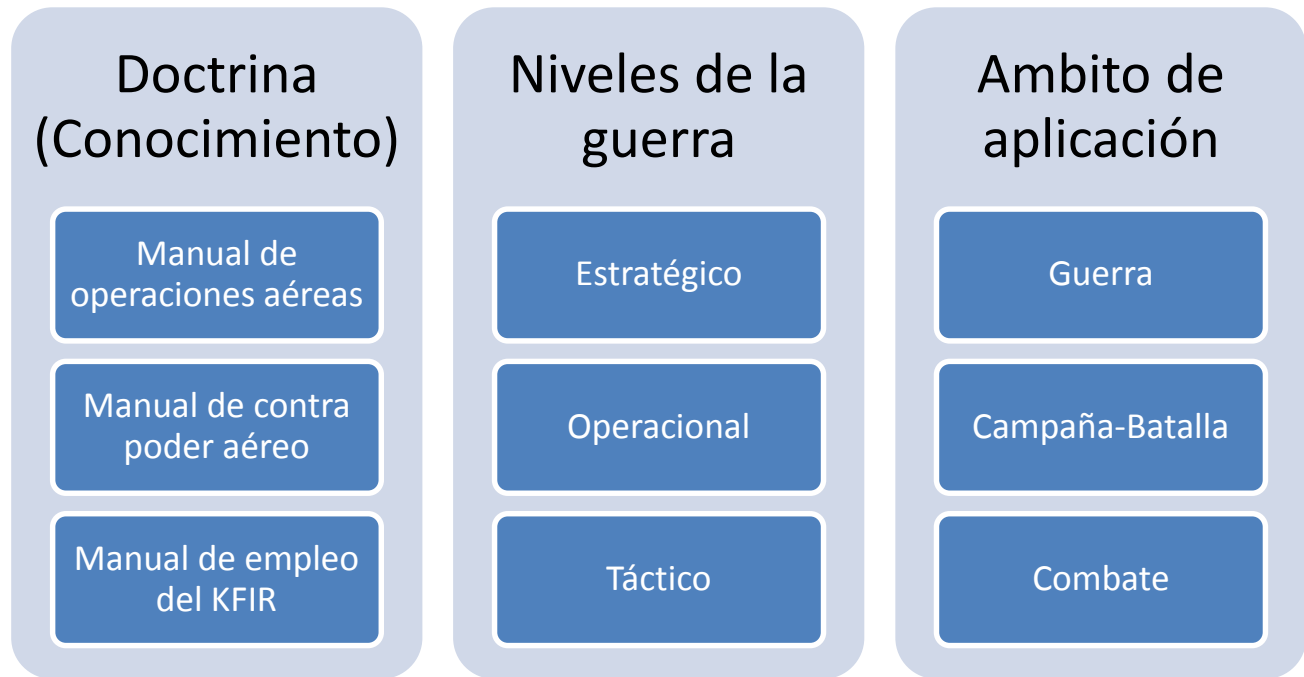 Doctrina
(Conocimiento)
Manual de
operaciones aéreas
Manual de contra
poder aéreo
Manual de empleo
del KFIR
Niveles de la
guerra
Estratégico
Operacional
Táctico
Ambito de
aplicación
Guerra
Campaña-Batalla
Combate